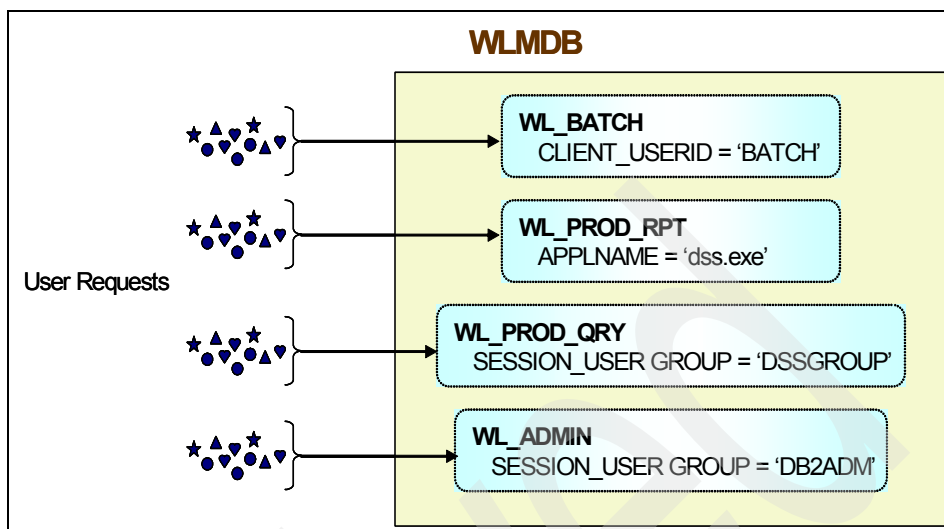 WLMDB
WL_BATCH
CLIENT_USERID = ‘BATCH’
WL_PROD_RPT
APPLNAME = ‘dss.exe’
User Requests
WL_PROD_QRY
SESSION_USER GROUP = ‘DSSGROUP’
WL_ADMIN
SESSION_USER GROUP = ‘DB2ADM’